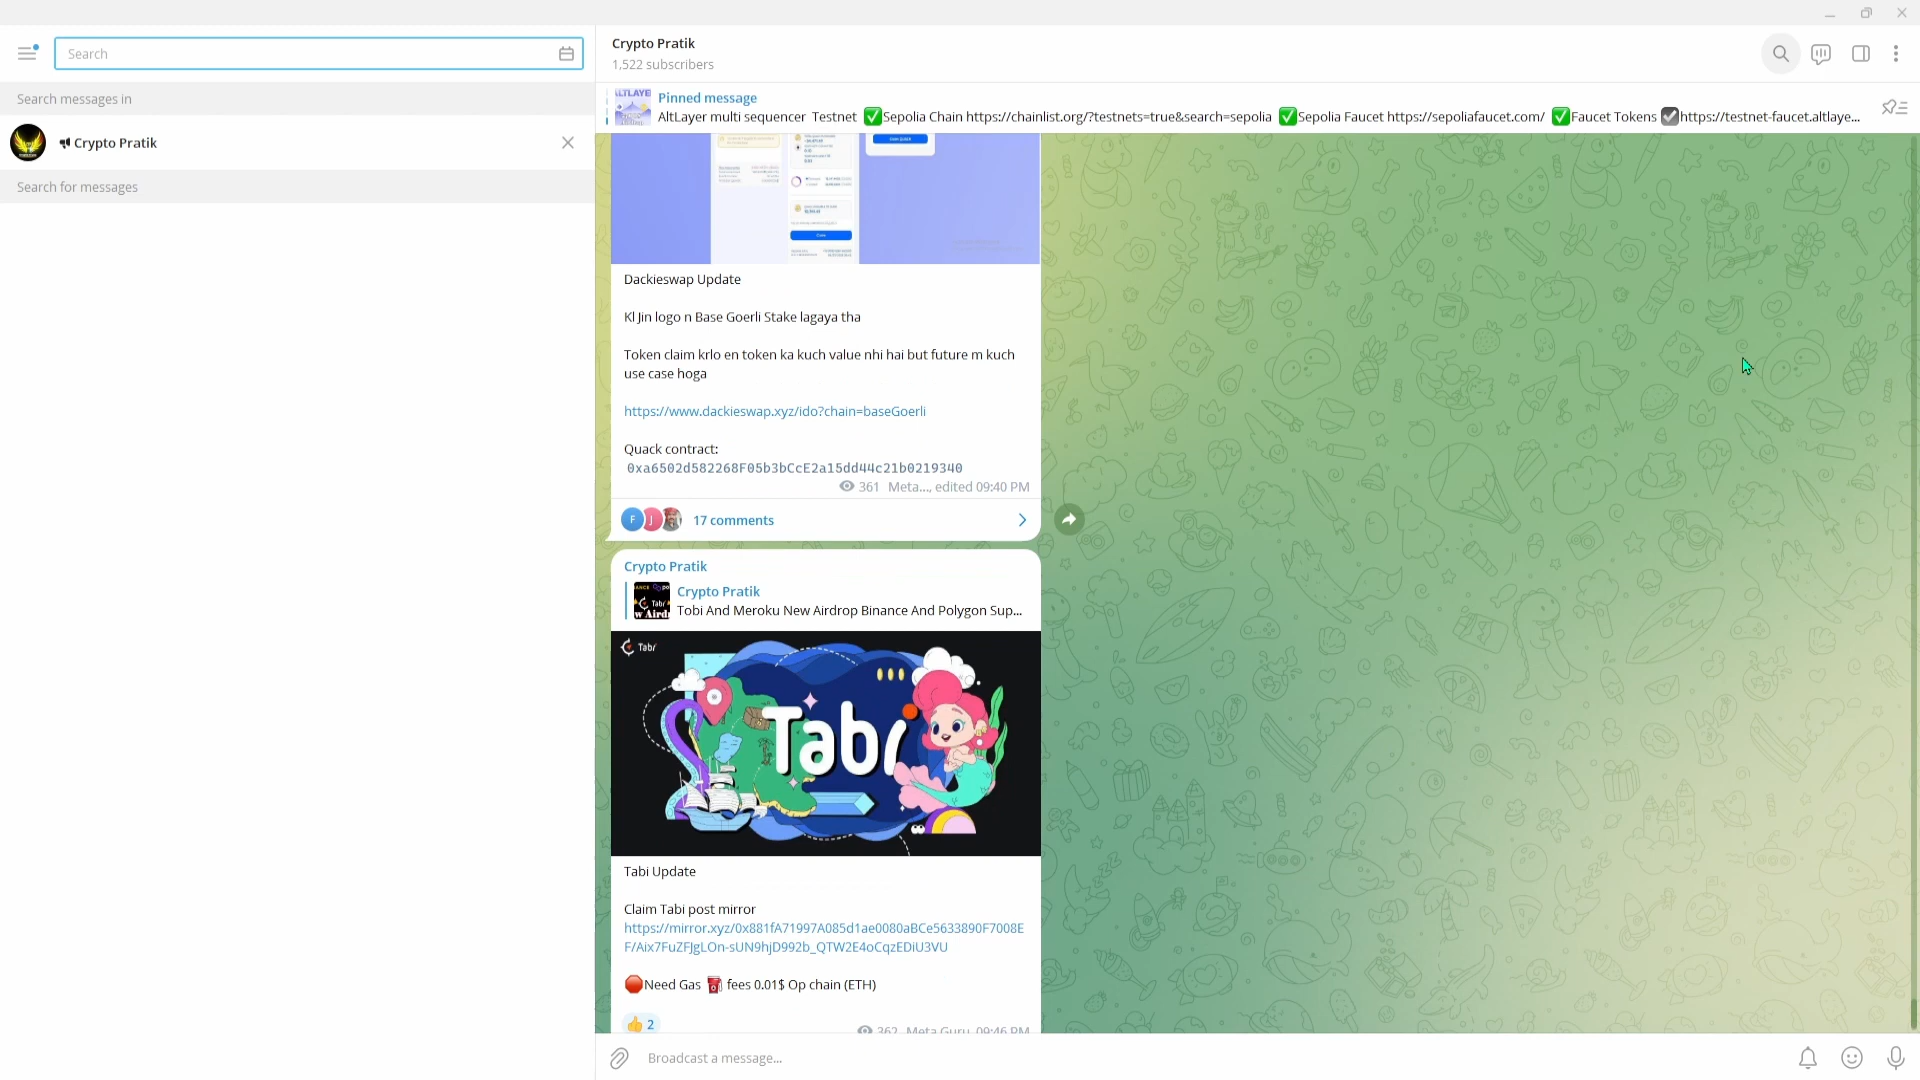 Search
Crypto Pratik
1,522 subscribers
Search messages in
Crypto Pratik
Search for messages
Pinned message
AltLayer multi sequencer Testnet ✅Sepolia Chain https://chainlist.org/?testnets=true&search=sepolia ✅Sepolia Faucet https://sepoliafaucet.com/ ✅Faucet Tokens ☑https://testnet-faucet.altlaye...
Dackieswap Update
Kl Jin logo n Base Goerli Stake lagaya tha
Token claim krlo en token ka kuch value nhi hai but future m kuch
use case hoga
https://www.dackieswap.xyz/ido?chain=baseGoerli
Quack contract:
0xa6502d582268F05b3bCcE2a15dd44c21b0219340
361 Meta..., edited 09:40 PM
F J 17 comments
Crypto Pratik
Crypto Pratik
Tobi And Meroku New Airdrop Binance And Polygon Sup...
Tabi
Tabi
Tabi Update
Claim Tabi post mirror
https://mirror.xyz/0x881fA71997A085d1ae0080aBCe5633890F7008E
F/Aix7FuZFJgLOn-sUN9hjD992b_QTW2E4oCqzEDiU3VU
🛑Need Gas ⛽ fees 0.01$ Op chain (ETH)
👍 2
362 Meta Guru, 09:46 PM
Broadcast a message...